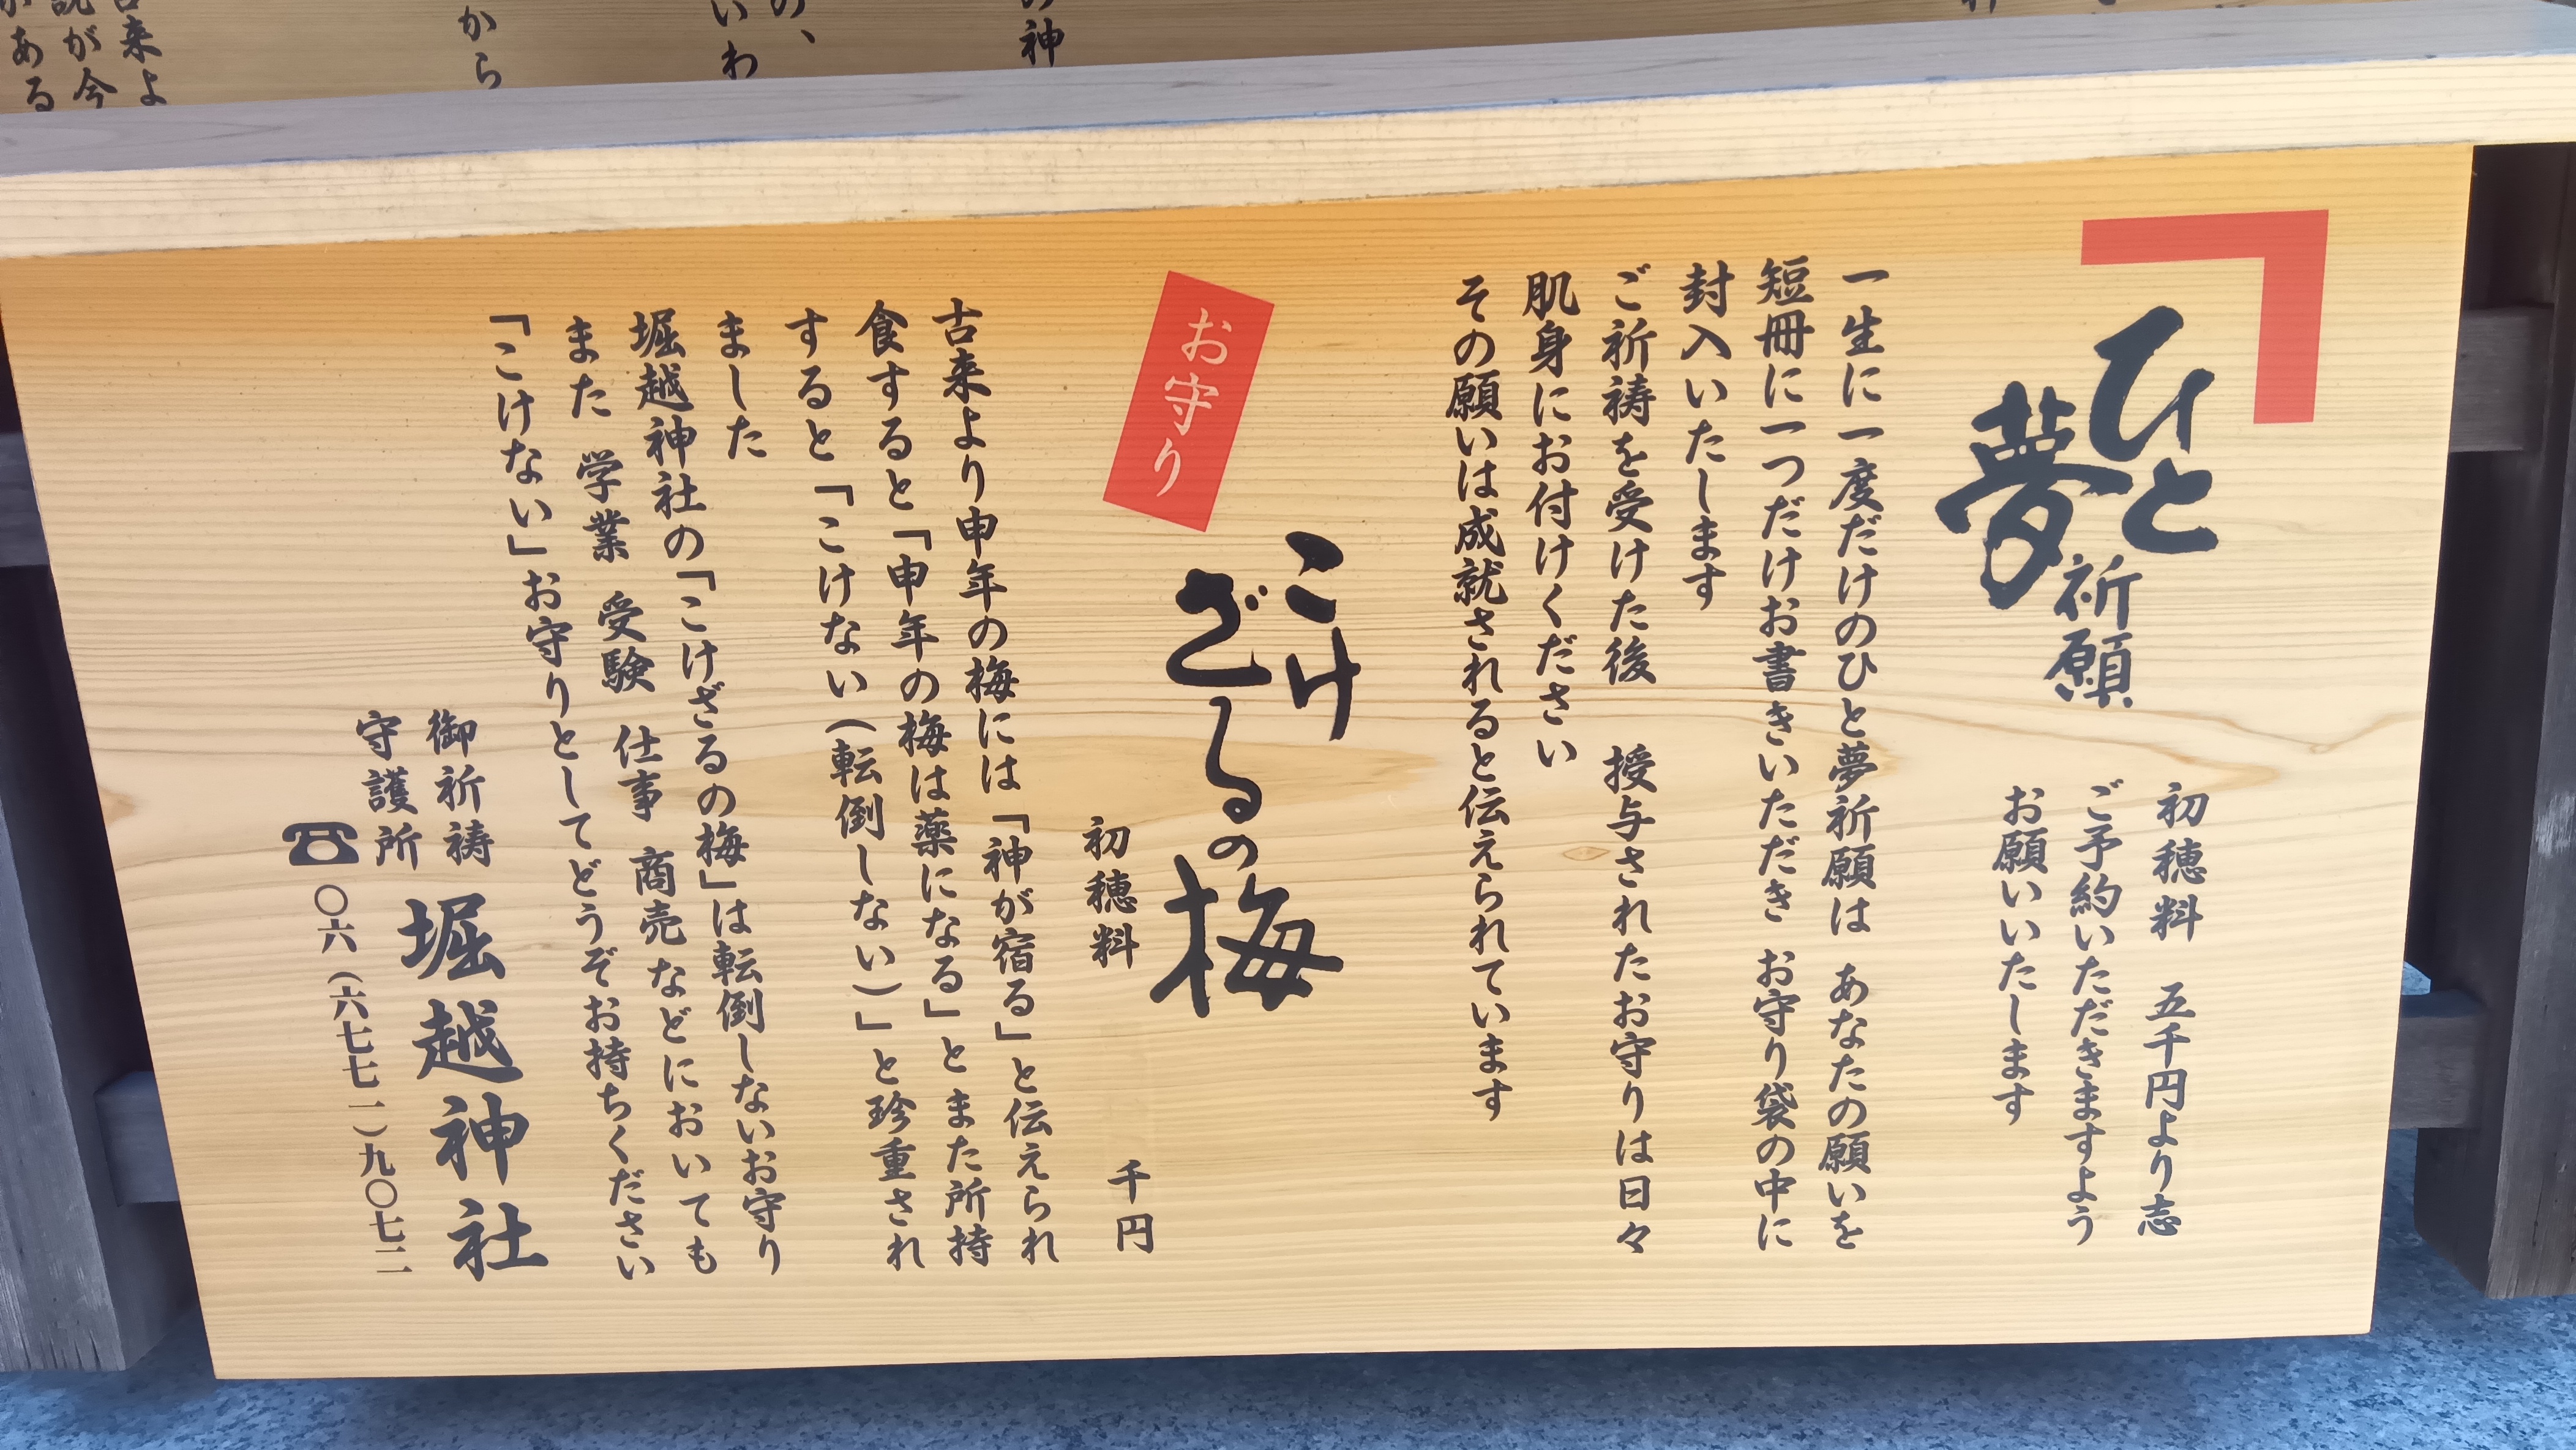 ひと
夢
祈願
初穂料　五千円より志
ご予約いただきますよう
お願いいたします
一生に一度だけのひと夢祈願は　あなたの願いを
短冊に一つだけお書きいただき　お守り袋の中に
封入いたします
ご祈祷を受けた後　授与されたお守りは日々
肌身にお付けください
その願いは成就されると伝えられています
お守り
こけ
ざるの梅
初穂料　千円
古来より申年の梅には「神が宿る」と伝えられ
食すると「申年の梅は薬になる」とまた所持
すると「こけない(転倒しない)」と珍重され
ました
堀越神社の「こけざるの梅」は転倒しないお守り
また　学業　受験　仕事　商売などにおいても
「こけない」お守りとしてどうぞお持ちください
御祈祷
守護所
堀越神社
☎〇六(六七七一)九〇七二
の神
の、
いわ
から
古来よ
説が今
がある